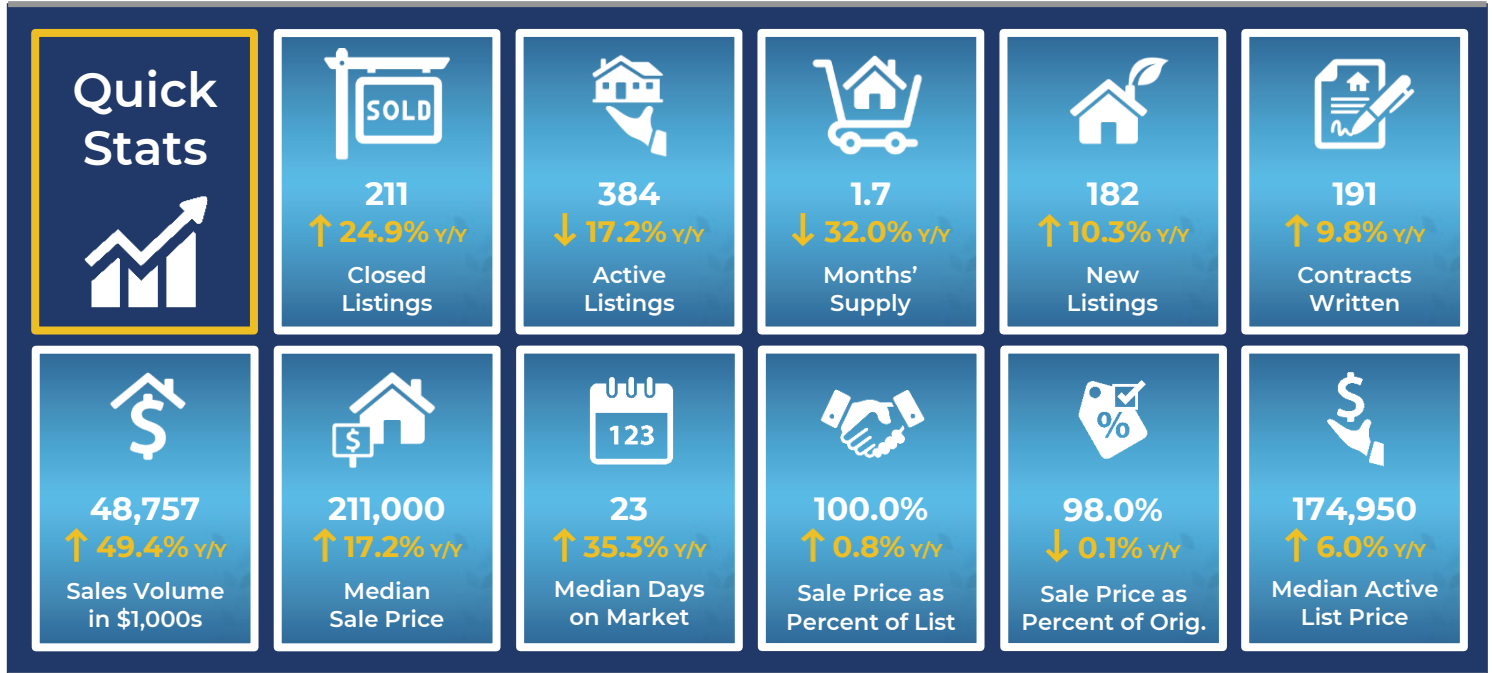 Quick
Stats
SOLD
211
↑ 24.9% Y/Y
Closed
Listings
384
↓ 17.2% Y/Y
Active
Listings
1.7
↓ 32.0% Y/Y
Months’
Supply
182
↑ 10.3% Y/Y
New
Listings
191
↑ 9.8% Y/Y
Contracts
Written
$
48,757
↑ 49.4% Y/Y
Sales Volume
in $1,000s
$
211,000
↑ 17.2% Y/Y
Median
Sale Price
123
23
↑ 35.3% Y/Y
Median Days
on Market
100.0%
↑ 0.8% Y/Y
Sale Price as
Percent of List
%
98.0%
↓ 0.1% Y/Y
Sale Price as
Percent of Orig.
$
174,950
↑ 6.0% Y/Y
Median Active
List Price